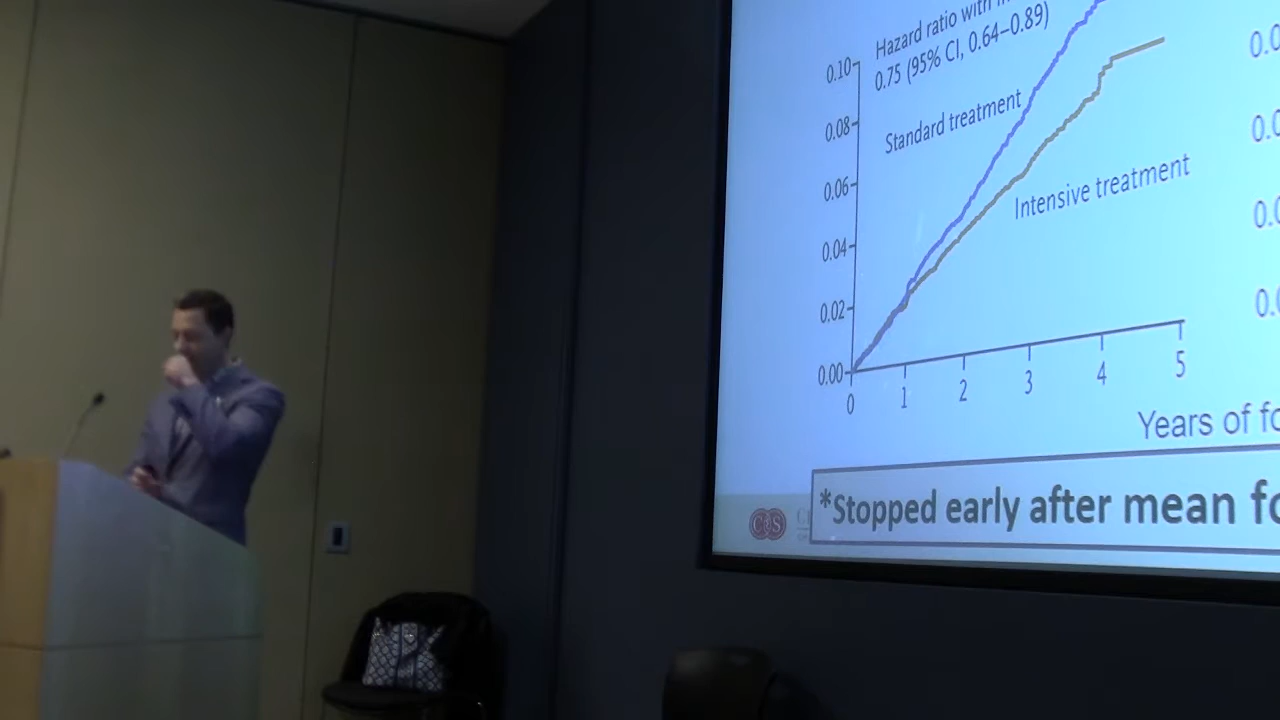 Hazard ratio with
0.75 (95% CI, 0.64–0.89)
0.10
Standard treatment
0.08
0.06
Intensive treatment
0.04
0.02
0.00
0 1 2 3 4 5
Years of
*Stopped early after mean